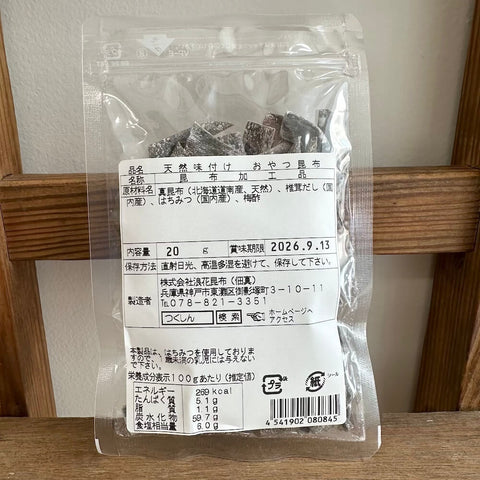 品名 天然味付け おやつ昆布
名称 昆布加工品
原材料名 真昆布（北海道道南産、天然）、椎茸だし（国
内産）、はちみつ（国内産）、梅酢
内容量 20 g 賞味期限 2026.9.13
保存方法 直射日光、高温多湿を避けて、保存して下さい。
製造者 株式会社浪花昆布（佃真）
兵庫県神戸市東灘区御影塚町3-10-11
℡078-821-3351
つくしん 検索 ホームページへ
アクセス
本製品は、はちみつを使用しておりま
すので、1歳未満の乳児には与えない
で下さい。
栄養成分表示100gあたり（推定値）
エネルギー 269kcal
たんぱく質 5.1g
脂質 1.1g
炭水化物 59.7g
食塩相当量 6.0g
プラ
紙
シール
4 541902 080845